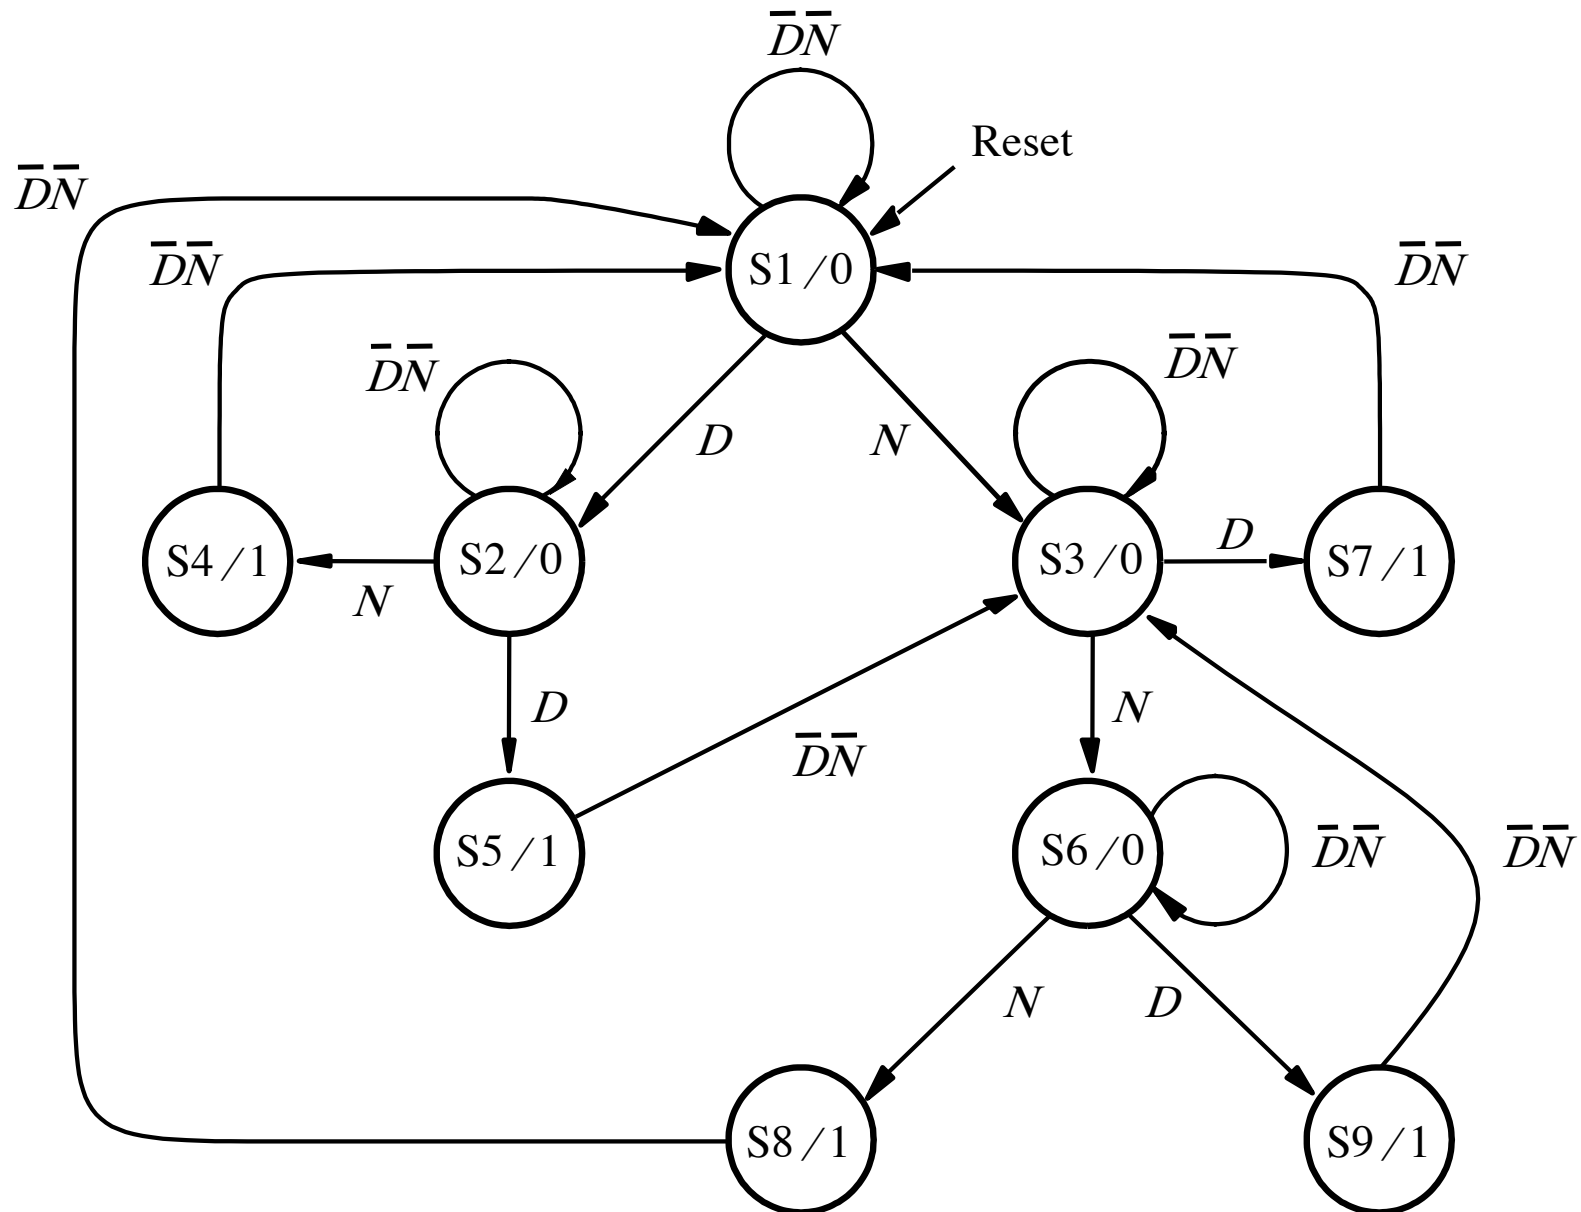 D̅N̅
Reset
D̅N̅
D̅N̅
S1/0
D̅N̅
D̅N̅
D̅N̅
D
N
S4/1
S2/0
S3/0
D
S7/1
N
D
N
D̅N̅
S5/1
S6/0
D̅N̅
D̅N̅
N
D
S8/1
S9/1